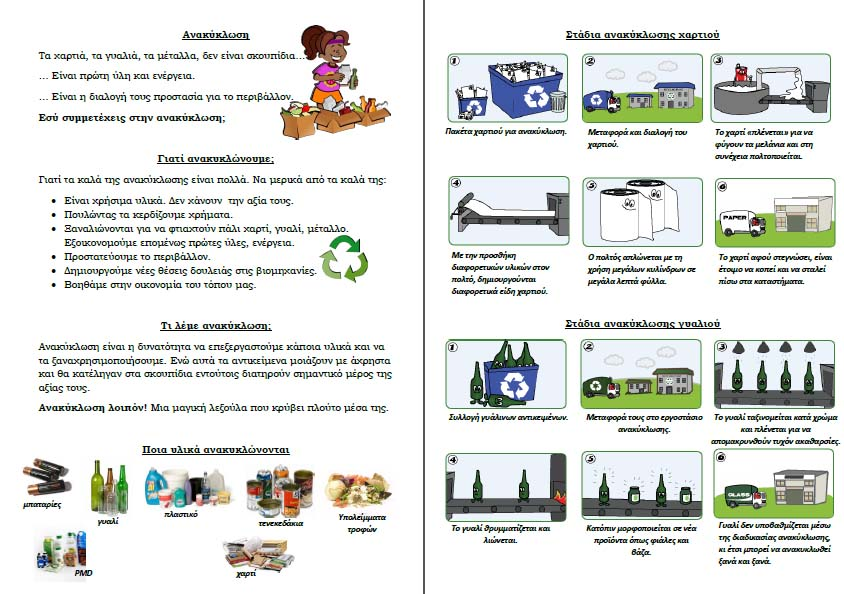 Ανακύκλωση
Τα χαρτιά, τα γυαλιά, τα μέταλλα, δεν είναι σκουπίδια…
… Είναι πρώτη ύλη και ενέργεια.
… Είναι η διαλογή τους προστασία για το περιβάλλον.
Εσύ συμμετέχεις στην ανακύκλωση;
Γιατί ανακυκλώνουμε;
Γιατί τα καλά της ανακύκλωσης είναι πολλά. Να μερικά από τα καλά της:
• Είναι χρήσιμα υλικά. Δεν χάνουν την αξία τους.
• Πουλώντας τα κερδίζουμε χρήματα.
• Ξαναλιώνονται για να φτιαχτούν πάλι χαρτί, γυαλί, μέταλλο.
Εξοικονομούμε επομένως πρώτες ύλες, ενέργεια.
• Προστατεύουμε το περιβάλλον.
• Δημιουργούμε νέες θέσεις δουλειάς στις βιομηχανίες.
• Βοηθάμε στην οικονομία του τόπου μας.
Τι λέμε ανακύκλωση;
Ανακύκλωση είναι η δυνατότητα να επεξεργαστούμε κάποια υλικά και να
τα ξαναχρησιμοποιήσουμε. Ενώ αυτά τα αντικείμενα μοιάζουν με άχρηστα
και θα κατέληγαν στα σκουπίδια εντούτοις διατηρούν σημαντικό μέρος της
αξίας τους.
Ανακύκλωση λοιπόν! Μια μαγική λεξούλα που κρύβει πλούτο μέσα της.
Ποια υλικά ανακυκλώνονται
μπαταρίες
γυαλί
πλαστικό
τενεκεδάκια
Υπολείμματα
τροφών
PMD
χαρτί
Στάδια ανακύκλωσης χαρτιού
1
2
3
Πακέτα χαρτιού για ανακύκλωση.
Μεταφορά και διαλογή του
χαρτιού.
Το χαρτί «πλένεται» για να
φύγουν τα μελάνια και στη
συνέχεια πολτοποιείται.
4
5
6
PAPER
Με την προσθήκη
διαφορετικών υλικών στον
πολτό, δημιουργούνται
διαφορετικά είδη χαρτιού.
Ο πολτός απλώνεται με τη
χρήση μεγάλων κυλίνδρων σε
μεγάλα λεπτά φύλλα.
Το χαρτί αφού στεγνώσει, είναι
έτοιμο να κοπεί και να σταλεί
πίσω στα καταστήματα.
Στάδια ανακύκλωσης γυαλιού
1
2
3
Συλλογή γυάλινων αντικειμένων.
Μεταφορά τους στο εργοστάσιο
ανακύκλωσης.
Το γυαλί ταξινομείται κατά χρώμα
και πλένεται για να
απομακρυνθούν τυχόν ακαθαρσίες.
4
5
6
GLASS
Το γυαλί θρυμματίζεται και
λιώνεται.
Κατόπιν μορφοποιείται σε νέα
προϊόντα όπως φιάλες και
βάζα.
Γυαλί δεν υποβαθμίζεται μέσω
της διαδικασίας ανακύκλωσης,
κι έτσι μπορεί να ανακυκλωθεί
ξανά και ξανά.